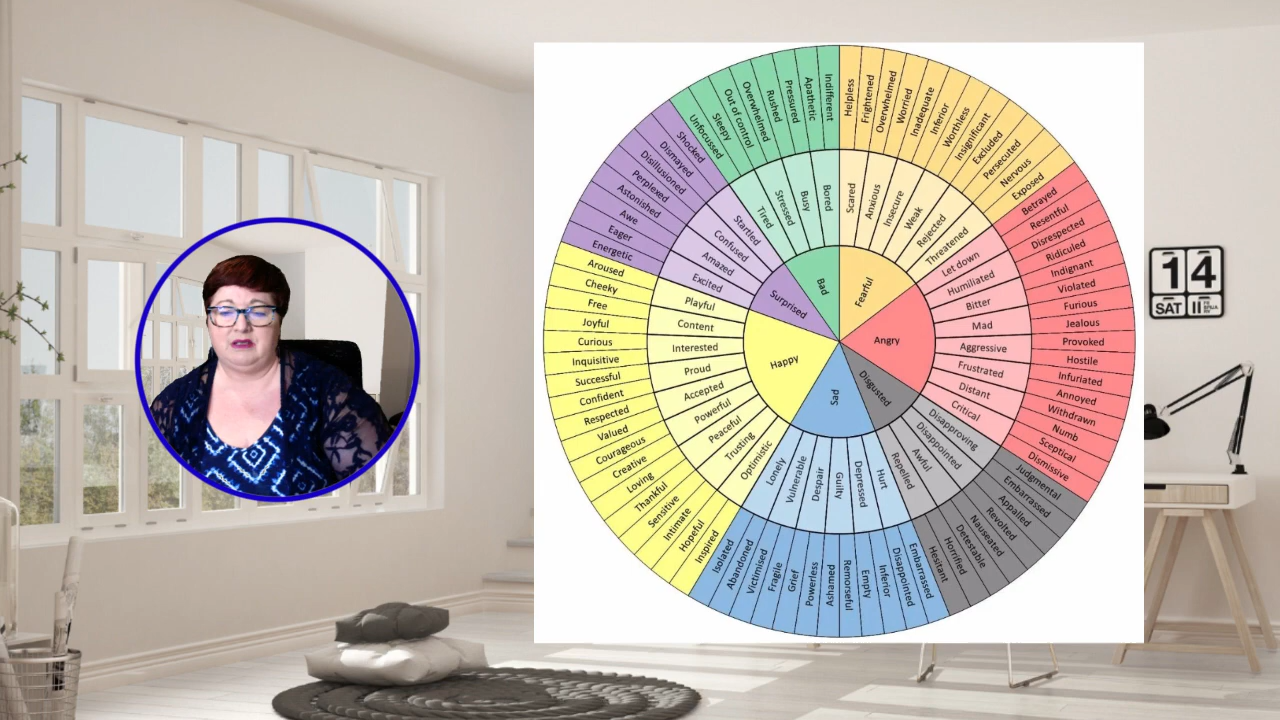 Bad
Fearful
Angry
Disgusted
Sad
Happy
Surprised
Tired
Stressed
Busy
Bored
Scared
Anxious
Insecure
Weak
Rejected
Threatened
Let down
Humiliated
Bitter
Mad
Aggressive
Frustrated
Distant
Critical
Disapproving
Disappointed
Awful
Repelled
Hurt
Depressed
Guilty
Despair
Vulnerable
Lonely
Optimistic
Trusting
Peaceful
Powerful
Accepted
Proud
Interested
Content
Playful
Excited
Amazed
Confused
Startled
Unfocussed
Sleepy
Out of control
Overwhelmed
Rushed
Pressured
Apathetic
Indifferent
Helpless
Frightened
Overwhelmed
Worried
Inadequate
Inferior
Worthless
Insignificant
Excluded
Persecuted
Nervous
Exposed
Betrayed
Resentful
Disrespected
Ridiculed
Indignant
Violated
Furious
Jealous
Provoked
Hostile
Infuriated
Annoyed
Withdrawn
Numb
Sceptical
Dismissive
Judgmental
Embarrassed
Appalled
Revolted
Nauseated
Detestable
Horrified
Hesitant
Embarrassed
Disappointed
Inferior
Empty
Remorseful
Ashamed
Powerless
Grief
Fragile
Victimised
Abandoned
Isolated
Inspired
Hopeful
Intimate
Sensitive
Thankful
Loving
Creative
Courageous
Valued
Respected
Confident
Successful
Inquisitive
Curious
Joyful
Free
Cheeky
Aroused
Energetic
Eager
Awe
Astonished
Perplexed
Disillusioned
Dismayed
Shocked
14
SAT